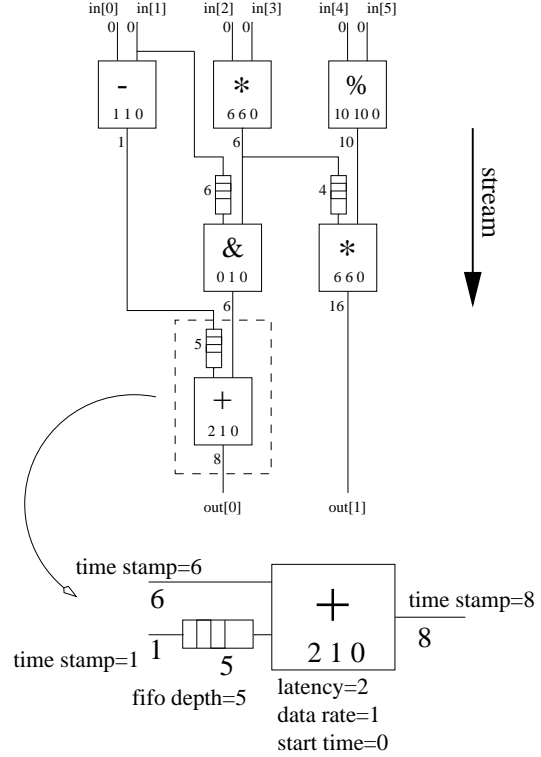 in[0] in[1] in[2] in[3] in[4] in[5]
0 0 0 0 0 0
- * %
1 1 0 6 6 0 10 10 0
1 6 10
6 4
& *
0 1 0 6 6 0
6 16
5
+
2 1 0
8
out[0] out[1]
stream
time stamp=6
6
time stamp=1
1
5
fifo depth=5
+
2 1 0
latency=2
data rate=1
start time=0
time stamp=8
8